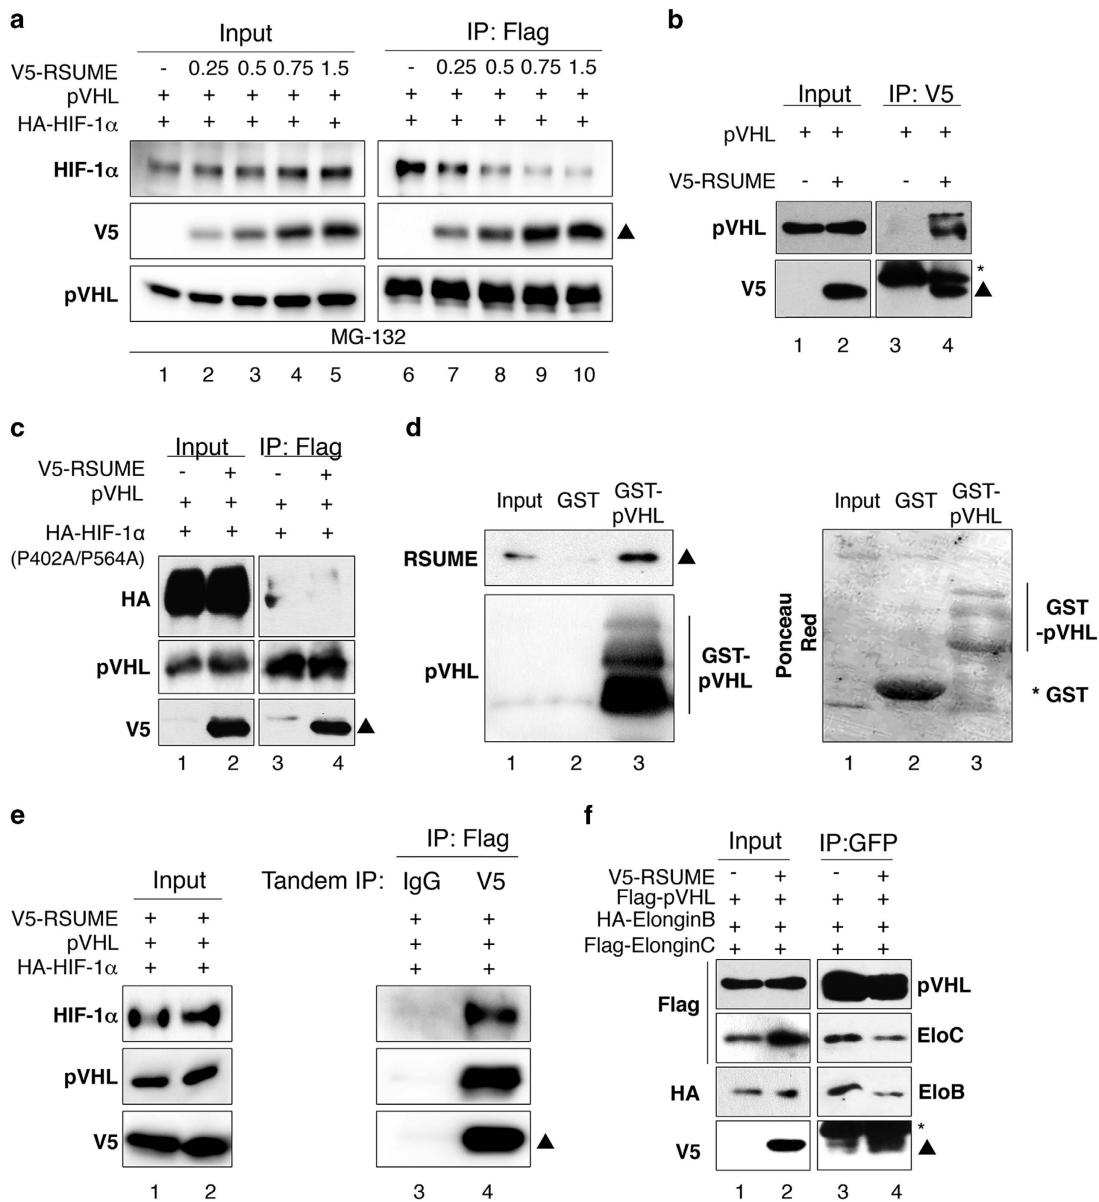 a
Input
IP: Flag
V5-RSUME - 0.25 0.5 0.75 1.5 - 0.25 0.5 0.75 1.5
pVHL + + + + + + + + + +
HA-HIF-1α + + + + + + + + + +
HIF-1α
V5
pVHL
MG-132
1 2 3 4 5 6 7 8 9 10
b
Input IP: V5
pVHL + + + +
V5-RSUME - + - +
pVHL
V5
*
1 2 3 4
c
Input IP: Flag
V5-RSUME - + - +
pVHL + + + +
HA-HIF-1α + + + +
(P402A/P564A)
HA
pVHL
V5
1 2 3 4
d
Input GST GST-
pVHL
RSUME
pVHL
GST-
pVHL
1 2 3
Input GST GST-
pVHL
Ponceau
Red
GST
-pVHL
* GST
1 2 3
e
IP: Flag
Input
Tandem IP: IgG V5
V5-RSUME + + + +
pVHL + + + +
HA-HIF-1α + + + +
HIF-1α
pVHL
V5
1 2 3 4
f
Input IP:GFP
V5-RSUME - + - +
Flag-pVHL + + + +
HA-ElonginB + + + +
Flag-ElonginC + + + +
Flag
pVHL
EloC
HA
EloB
V5
*
1 2 3 4